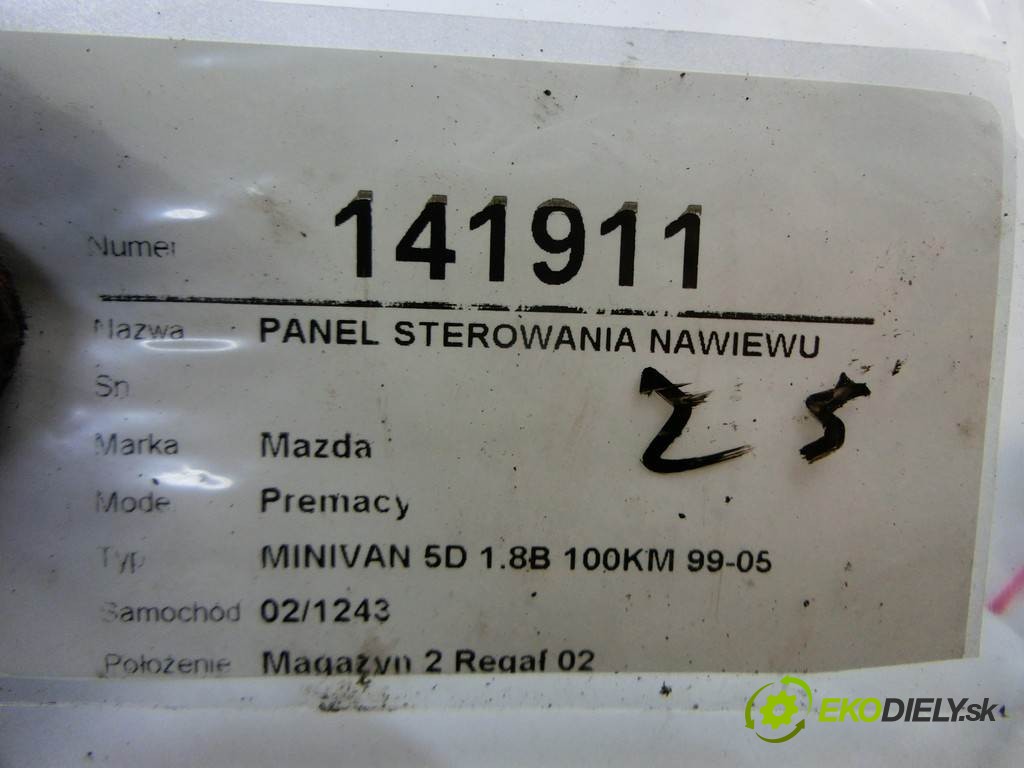 Numer 141911
Nazwa PANEL STEROWANIA NAWIEWU
Sn
25
Marka Mazda
Model Premacy
Typ MINIVAN 5D 1.8B 100KM 99-05
Samochód 02/1243
Położenie Magazyn 2 Regał 02
EKODIELY.sk